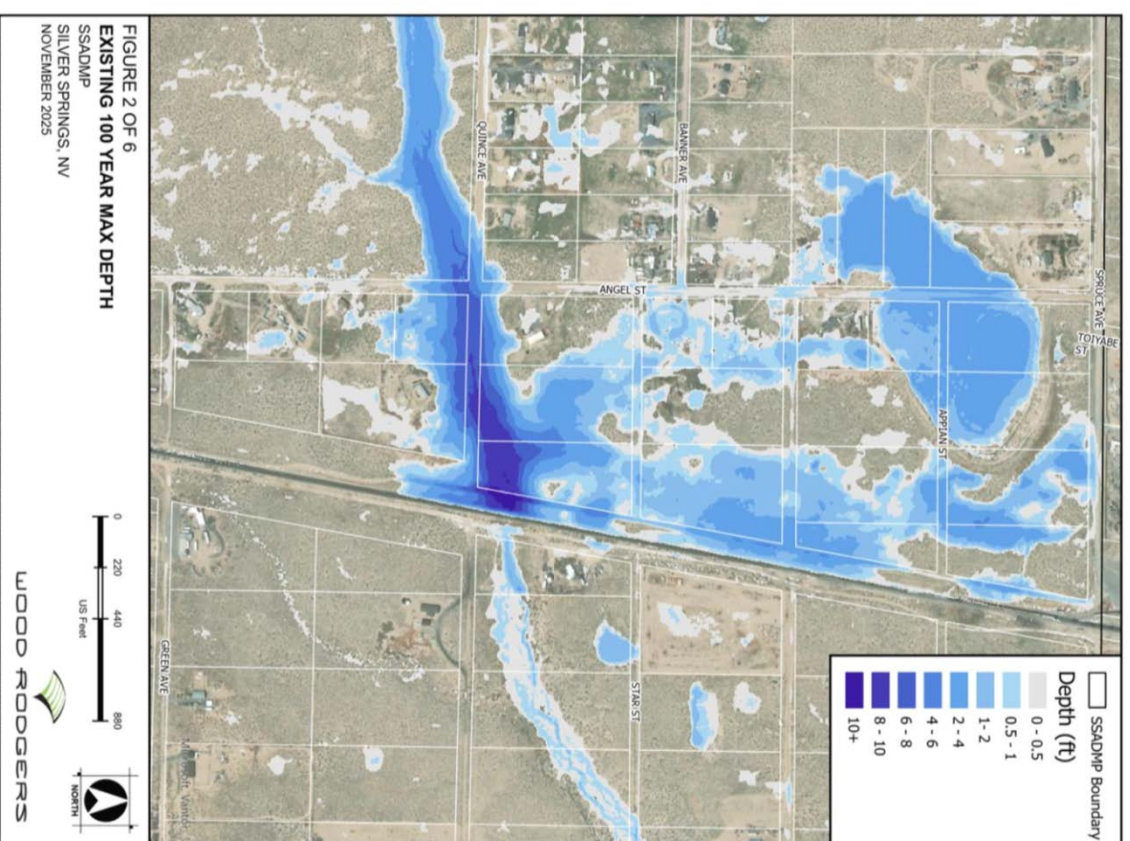 FIGURE 2 OF 6
EXISTING 100 YEAR MAX DEPTH
SSADMP
SILVER SPRINGS, NV
NOVEMBER 2025
QUINCE AVE
BANNER AVE
ANGEL ST
SPRUCE AVE
TOIYABE
ST
APPIAN ST
STAR ST
GREEN AVE
SSADMP Boundary
Depth (ft)
0 - 0.5
0.5 - 1
1 - 2
2 - 4
4 - 6
6 - 8
8 - 10
10+
0 220 440 880
US Feet
WOOD RODGERS
NORTH
Vantor